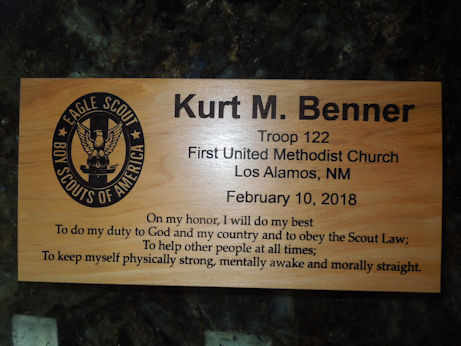 EAGLE SCOUT
BOY SCOUTS OF AMERICA
Kurt M. Benner
Troop 122
First United Methodist Church
Los Alamos, NM
February 10, 2018
On my honor, I will do my best
To do my duty to God and my country and to obey the Scout Law;
To help other people at all times;
To keep myself physically strong, mentally awake and morally straight.